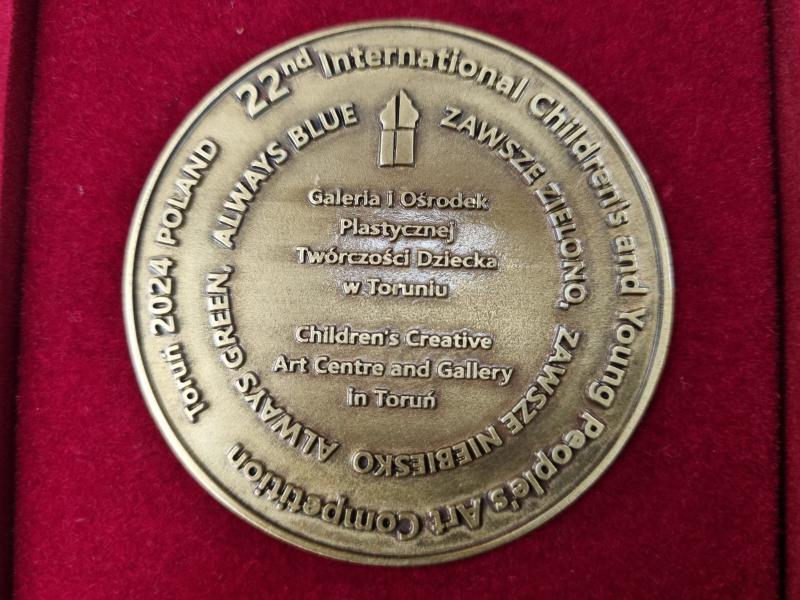 22nd International Children's and Young People's Art Competition
Toruń 2024 POLAND
ZAWSZE ZIELONO, ZAWSZE NIEBIESKO
ALWAYS GREEN, ALWAYS BLUE
Galeria i Ośrodek
Plastycznej
Twórczości Dziecka
w Toruniu
Children's Creative
Art Centre and Gallery
in Toruń